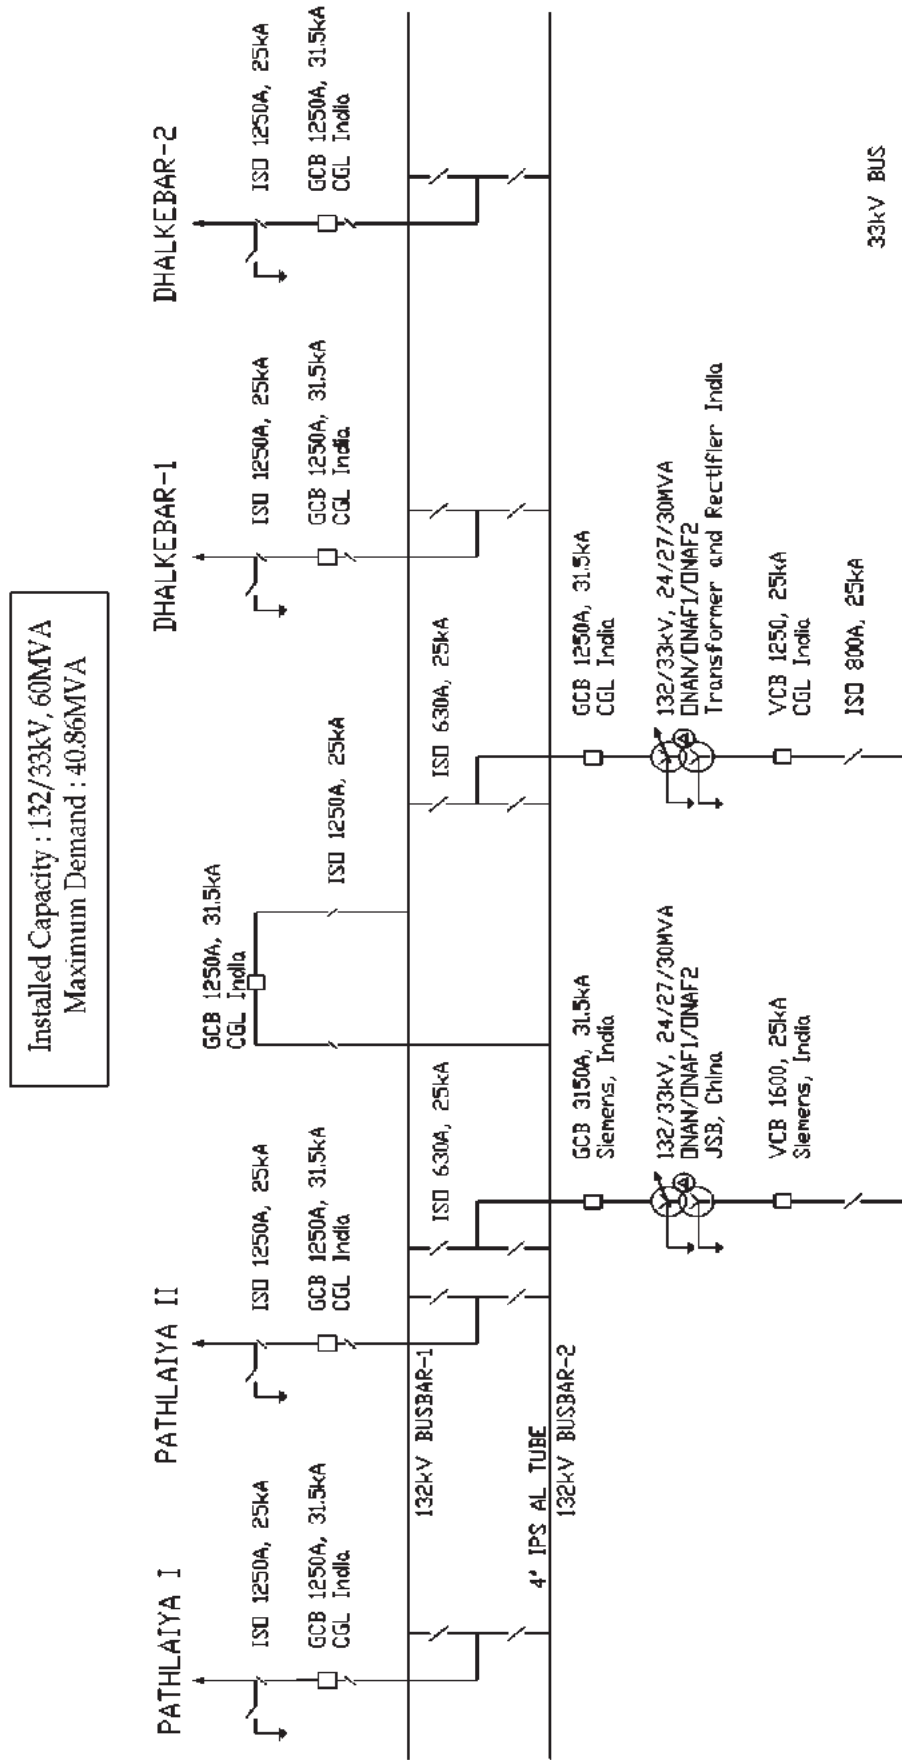 Installed Capacity : 132/33kV, 60MVA
Maximum Demand : 40.86MVA
PATHLAIYA I
ISO 1250A, 25kA
GCB 1250A, 31.5kA
CGL India
PATHLAIYA II
ISO 1250A, 25kA
GCB 1250A, 31.5kA
CGL India
GCB 1250A, 31.5kA
CGL India
ISO 1250A, 25kA
DHALKEBAR-1
ISO 1250A, 25kA
GCB 1250A, 31.5kA
CGL India
DHALKEBAR-2
ISO 1250A, 25kA
GCB 1250A, 31.5kA
CGL India
132kV BUSBAR-1
ISO 630A, 25kA
ISO 630A, 25kA
4' IPS AL TUBE
132kV BUSBAR-2
GCB 3150A, 31.5kA
Siemens, India
132/33kV, 24/27/30MVA
ONAN/ONAF1/ONAF2
JSB, China
VCB 1600, 25kA
Siemens, India
GCB 1250A, 31.5kA
CGL India
132/33kV, 24/27/30MVA
ONAN/ONAF1/ONAF2
Transformer and Rectifier India
VCB 1250, 25kA
CGL India
ISO 800A, 25kA
33kV BUS